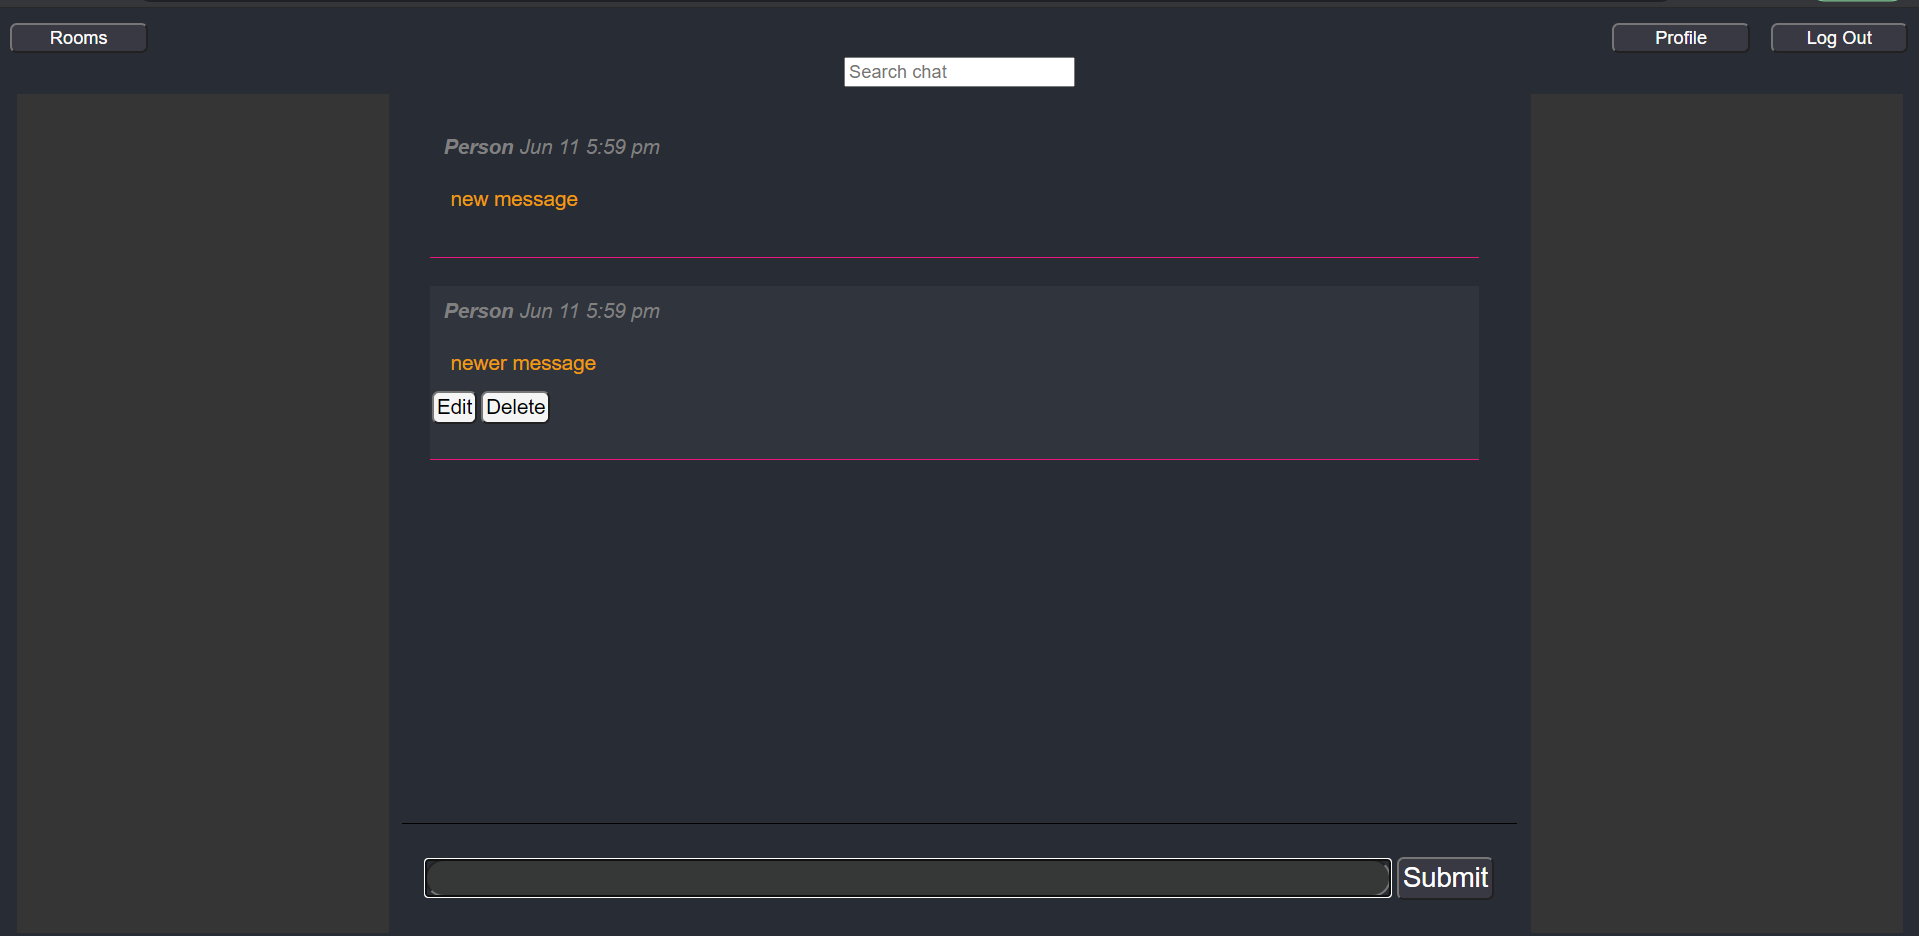 Rooms
Profile
Log Out
Search chat
Person Jun 11 5:59 pm
new message
Person Jun 11 5:59 pm
newer message
Edit Delete
Submit